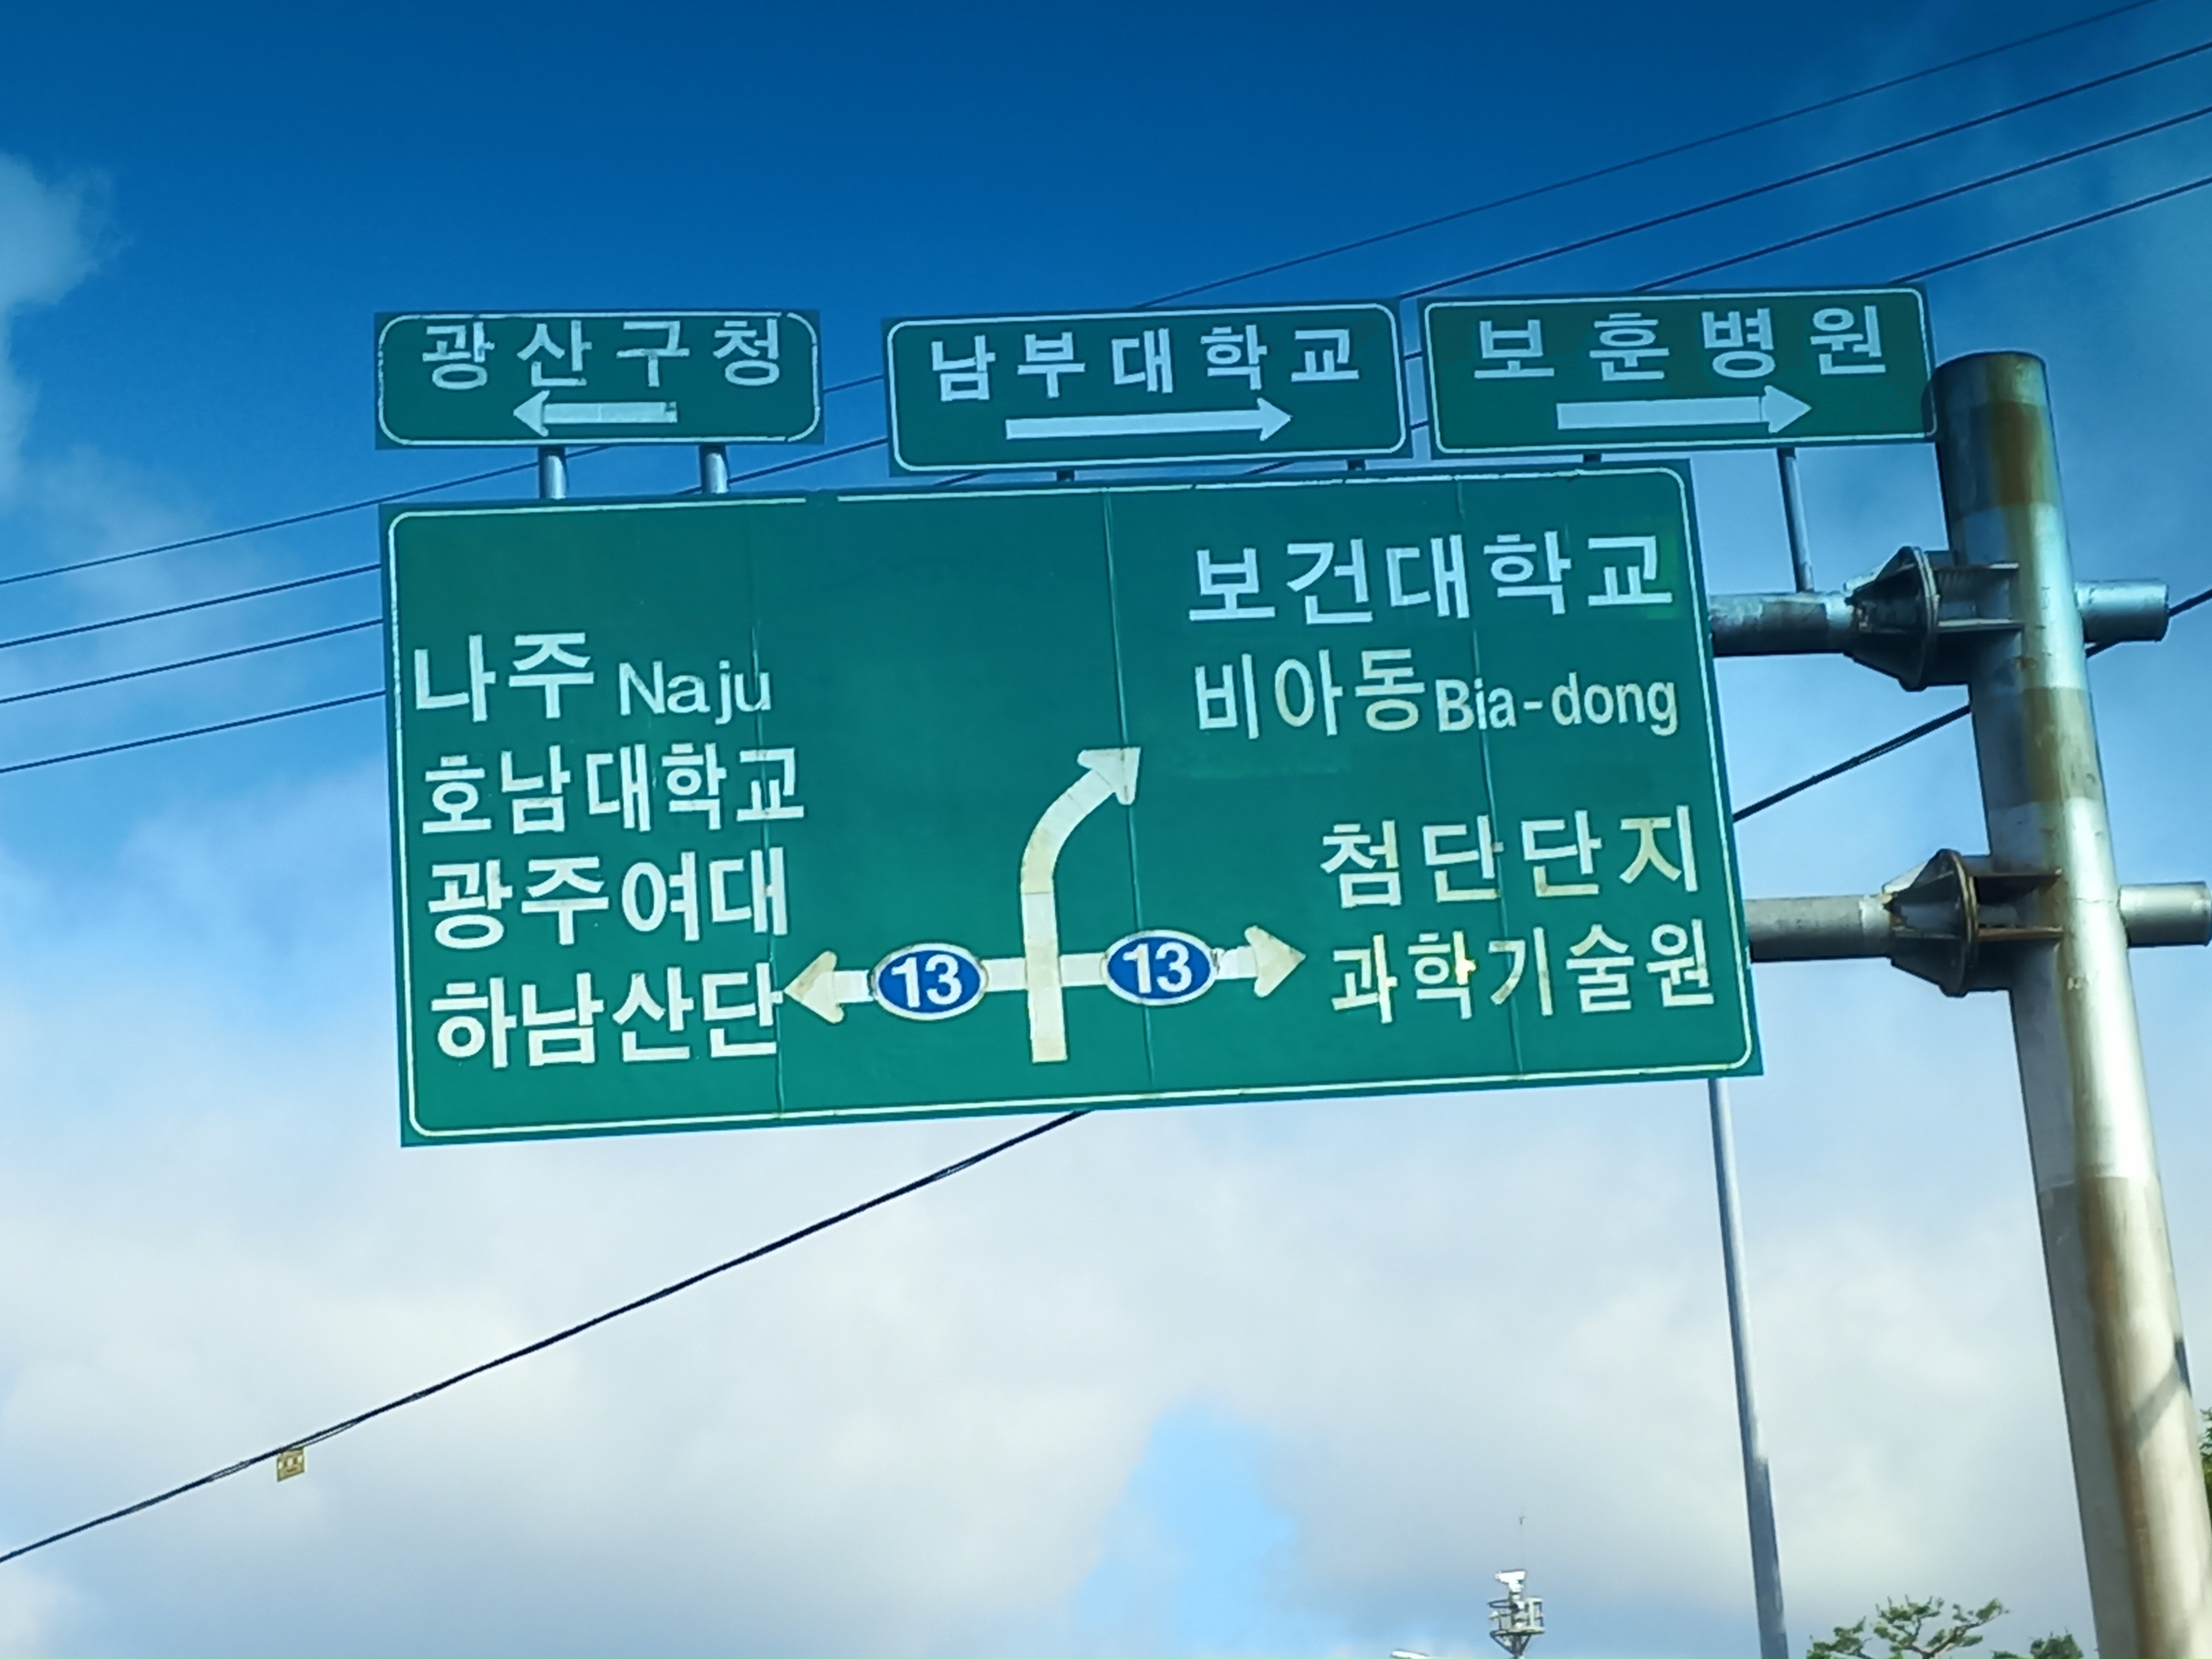 광산구청
남부대학교
보훈병원
보건대학교
비아동 Bia-dong
나주 Naju
호남대학교
광주여대
하남산단
13
13
첨단단지
과학기술원